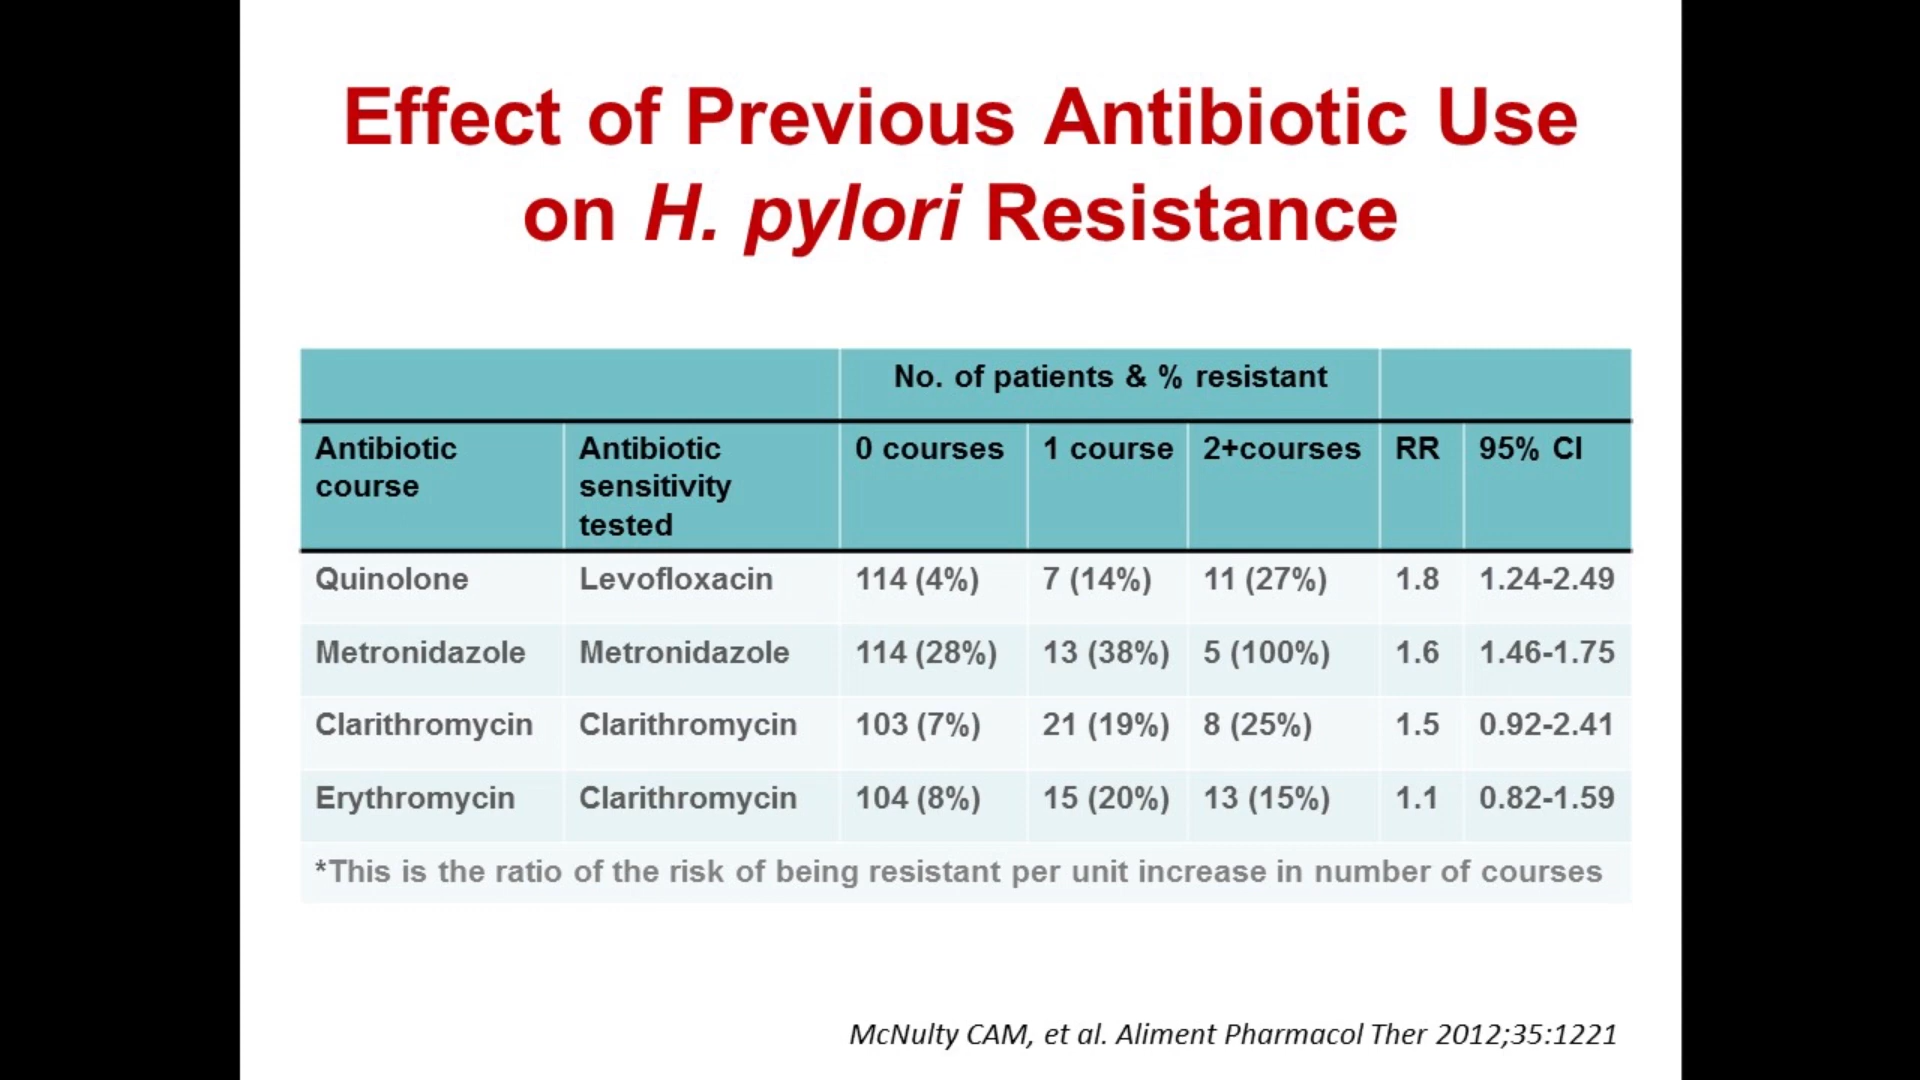 Effect of Previous Antibiotic Use
on H. pylori Resistance
No. of patients & % resistant
Antibiotic course	Antibiotic sensitivity tested	0 courses	1 course	2+courses	RR	95% CI
Quinolone	Levofloxacin	114 (4%)	7 (14%)	11 (27%)	1.8	1.24-2.49
Metronidazole	Metronidazole	114 (28%)	13 (38%)	5 (100%)	1.6	1.46-1.75
Clarithromycin	Clarithromycin	103 (7%)	21 (19%)	8 (25%)	1.5	0.92-2.41
Erythromycin	Clarithromycin	104 (8%)	15 (20%)	13 (15%)	1.1	0.82-1.59
*This is the ratio of the risk of being resistant per unit increase in number of courses
McNulty CAM, et al. Aliment Pharmacol Ther 2012;35:1221